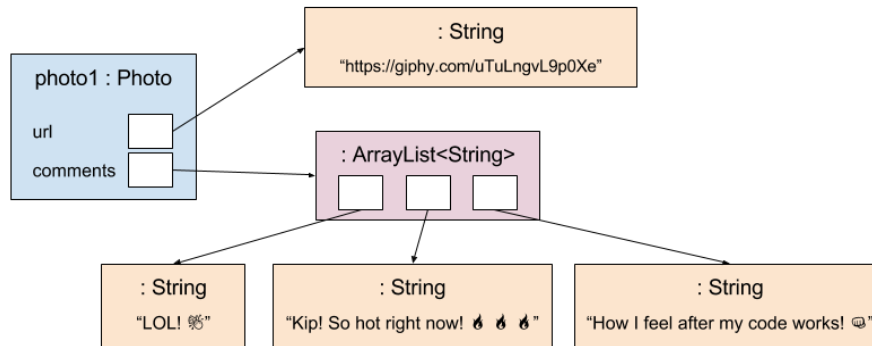 : String
“https://giphy.com/uTuLngvL9p0Xe”
photo1 : Photo
url
comments
: ArrayList<String>
: String
“LOL! 👏”
: String
“Kip! So hot right now! 🔥 🔥 🔥”
: String
“How I feel after my code works! 👊”